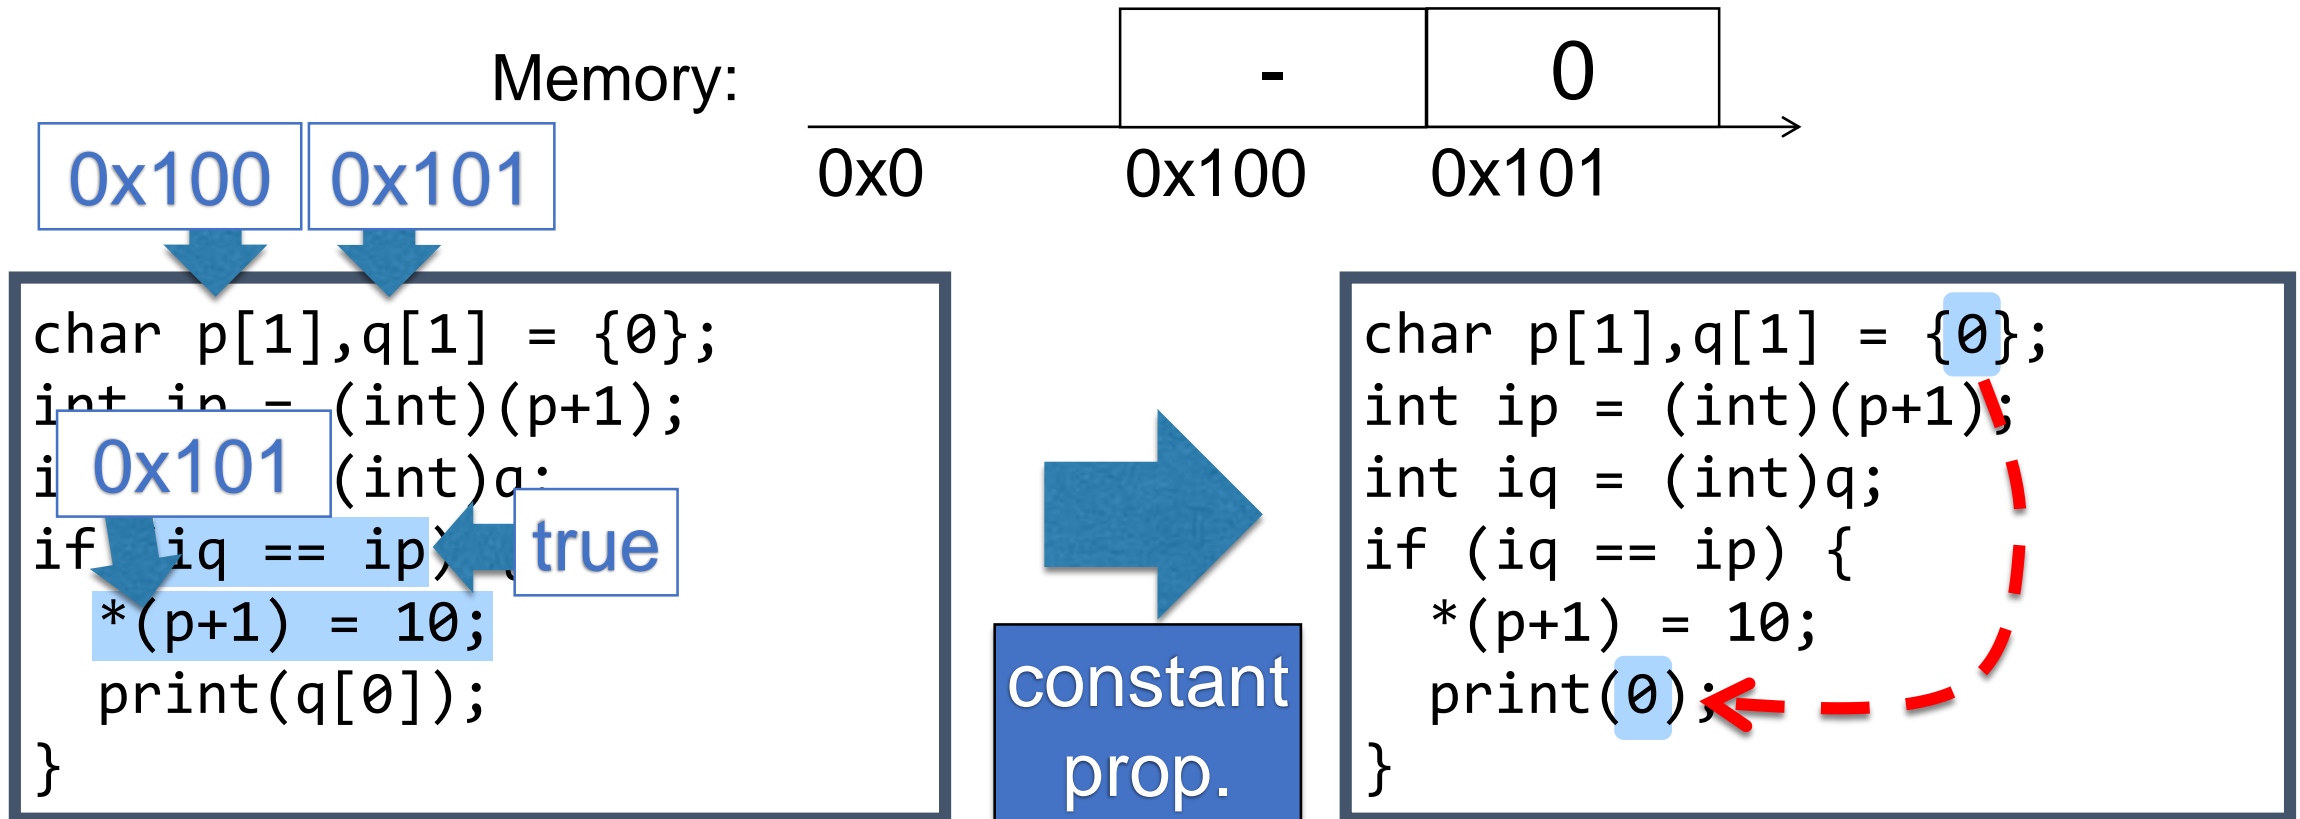 Memory:
- 0
0x0 0x100 0x101
0x100 0x101
char p[1],q[1] = {0};
int ip = (int)(p+1);
0x101
(int)q;
if iq == ip) {
true
*(p+1) = 10;
print(q[0]);
}
constant
prop.
char p[1],q[1] = {0};
int ip = (int)(p+1);
int iq = (int)q;
if (iq == ip) {
*(p+1) = 10;
print(0);
}